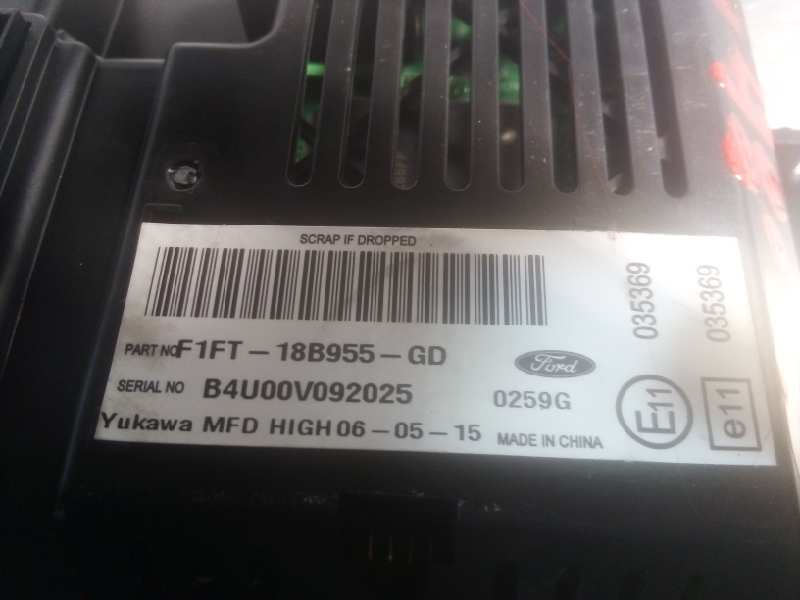 SCRAP IF DROPPED
PART NO F1FT-18B955-GD
Ford
SERIAL NO B4U00V092025
0259G
Yukawa MFD HIGH 06-05-15
MADE IN CHINA
035369
E11
035369
e11